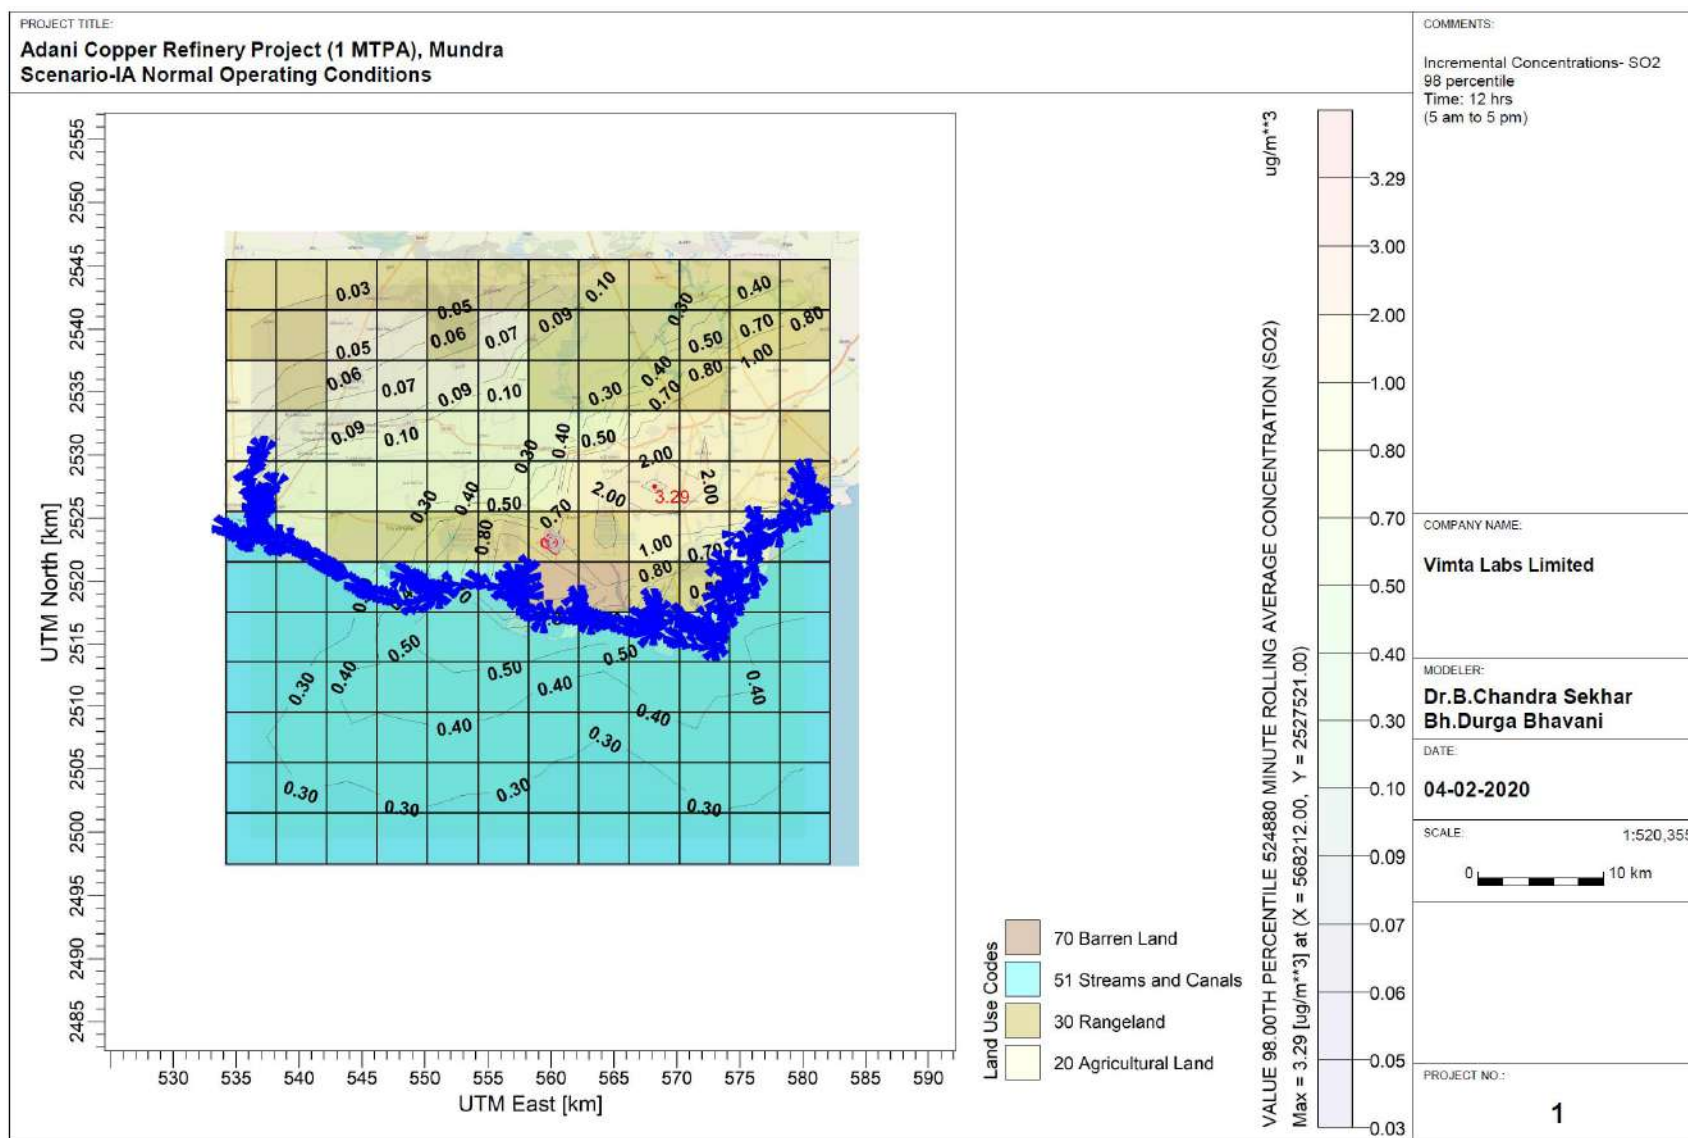 PROJECT TITLE:
Adani Copper Refinery Project (1 MTPA), Mundra
Scenario-IA Normal Operating Conditions
COMMENTS:
Incremental Concentrations- SO2
98 percentile
Time: 12 hrs
(5 am to 5 pm)
COMPANY NAME:
Vimta Labs Limited
MODELER:
Dr.B.Chandra Sekhar
Bh.Durga Bhavani
DATE:
04-02-2020
SCALE:
1:520,355
0 10 km
PROJECT NO.:
1
UTM North [km]
2555
2550
2545
2540
2535
2530
2525
2520
2515
2510
2505
2500
2495
2490
2485
530 535 540 545 550 555 560 565 570 575 580 585 590
UTM East [km]
0.03 0.10 0.40
0.05 0.09 0.30 0.70 0.80
0.05 0.06 0.07 0.50 1.00
0.06 0.07 0.09 0.10 0.30 0.40 0.70 0.80
0.09 0.10 0.30 0.40 0.50 2.00
0.30 0.40 0.50 0.70 2.00 3.29 2.00
0.80 1.00 0.70
0.80
0.50 0.50 0.50
0.30 0.40 0.40 0.40
0.40 0.40
0.30
0.30 0.30 0.30 0.30
Land Use Codes
70 Barren Land
51 Streams and Canals
30 Rangeland
20 Agricultural Land
VALUE 98.00TH PERCENTILE 524880 MINUTE ROLLING AVERAGE CONCENTRATION (SO2)
ug/m**3
Max = 3.29 [ug/m**3] at (X = 568212.00, Y = 2527521.00)
3.29
3.00
2.00
1.00
0.80
0.70
0.50
0.40
0.30
0.10
0.09
0.07
0.06
0.05
0.03